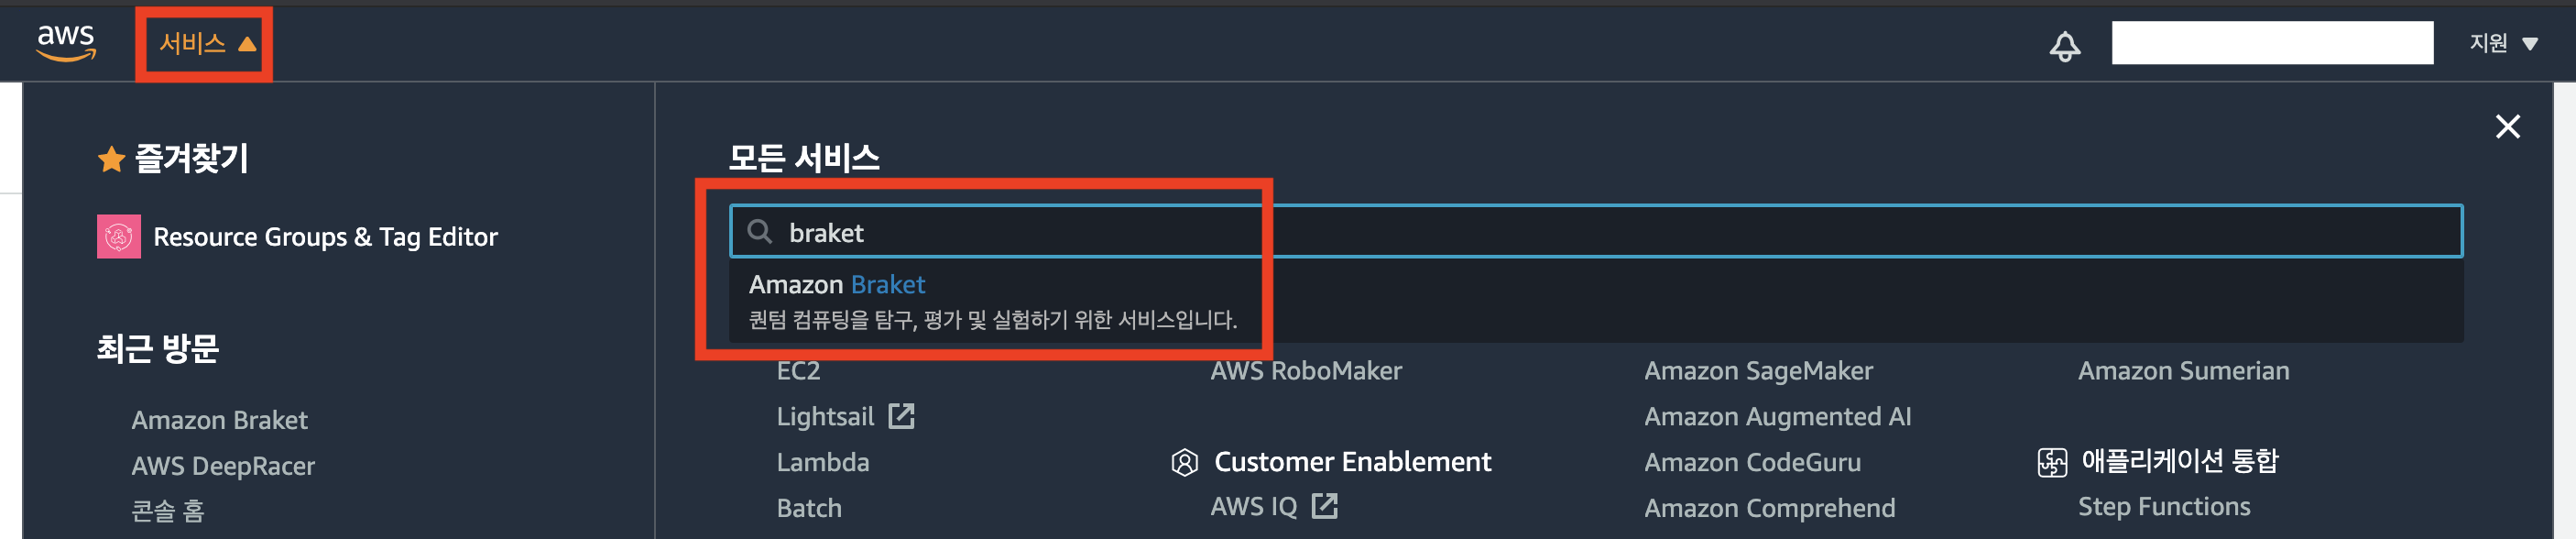 aws
서비스
지원
즐겨찾기
Resource Groups & Tag Editor
최근 방문
Amazon Braket
AWS DeepRacer
콘솔 홈
모든 서비스
braket
Amazon Braket
퀀텀 컴퓨팅을 탐구, 평가 및 실험하기 위한 서비스입니다.
EC2
Lightsail
Lambda
Batch
AWS RoboMaker
Customer Enablement
AWS IQ
Amazon SageMaker
Amazon Augmented AI
Amazon CodeGuru
Amazon Comprehend
Amazon Sumerian
애플리케이션 통합
Step Functions